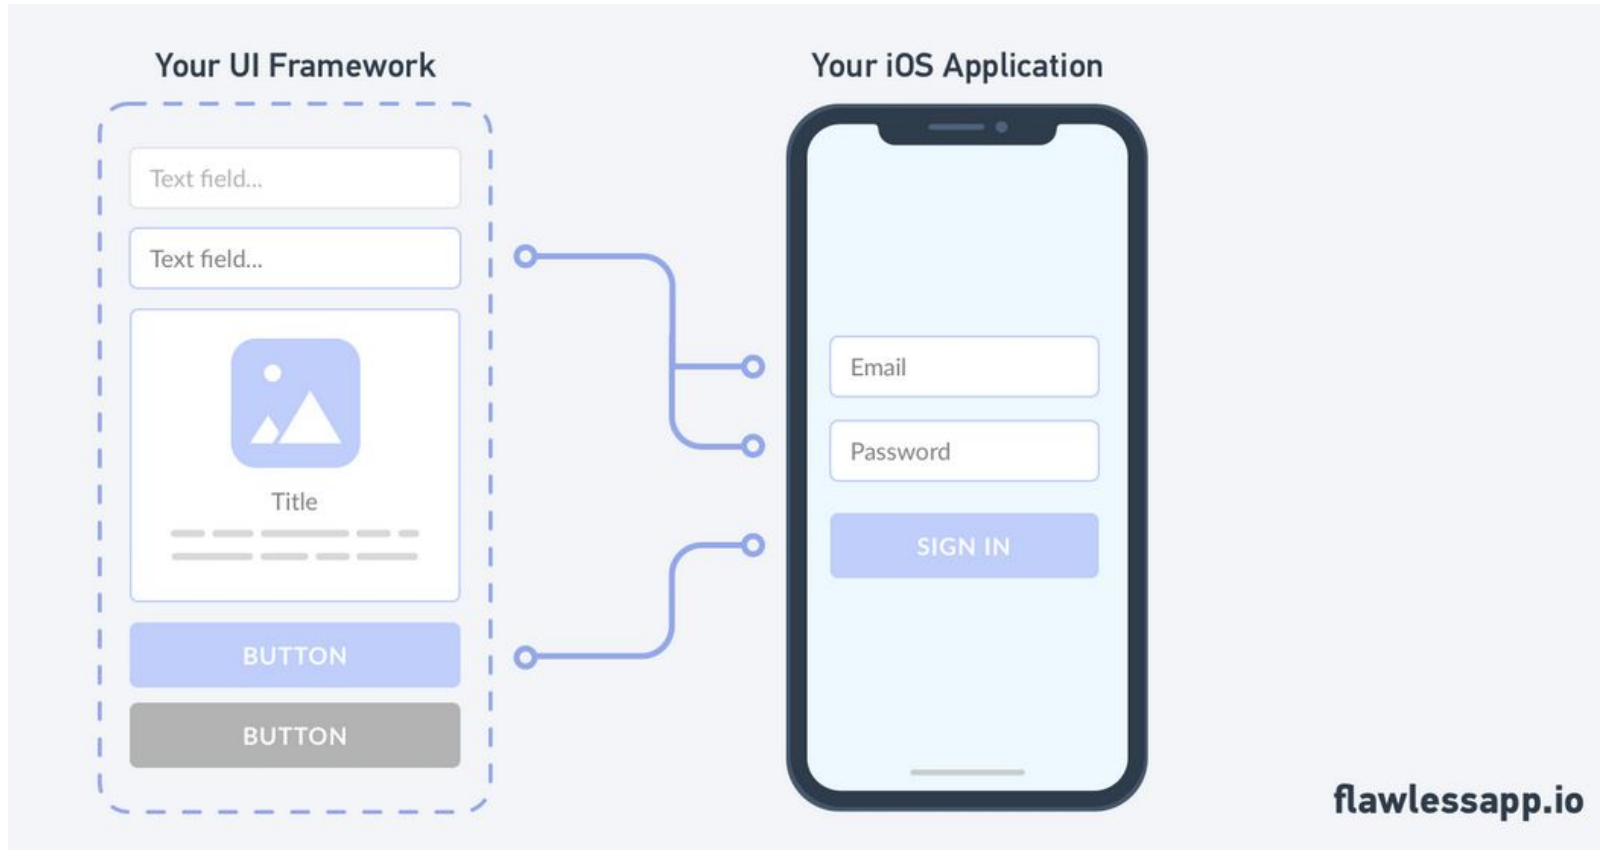 Your UI Framework
Text field...
Text field...
Title
BUTTON
BUTTON
Your iOS Application
Email
Password
SIGN IN
flawlessapp.io